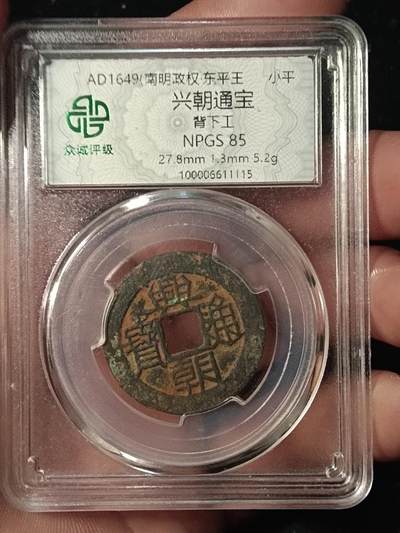 AD1649(南明政权 东平王 小平
兴朝通宝
背下工
NPGS 85
27.8mm 1.3mm 5.2g
100006611115
众诚评级
興朝通寶